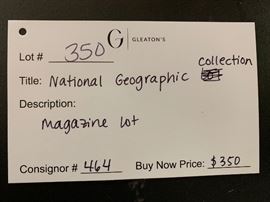 Lot # 350 G | GLEATON'S
collection
Title: National Geographic
Description:
magazine lot
Consignor # 464 Buy Now Price: $350